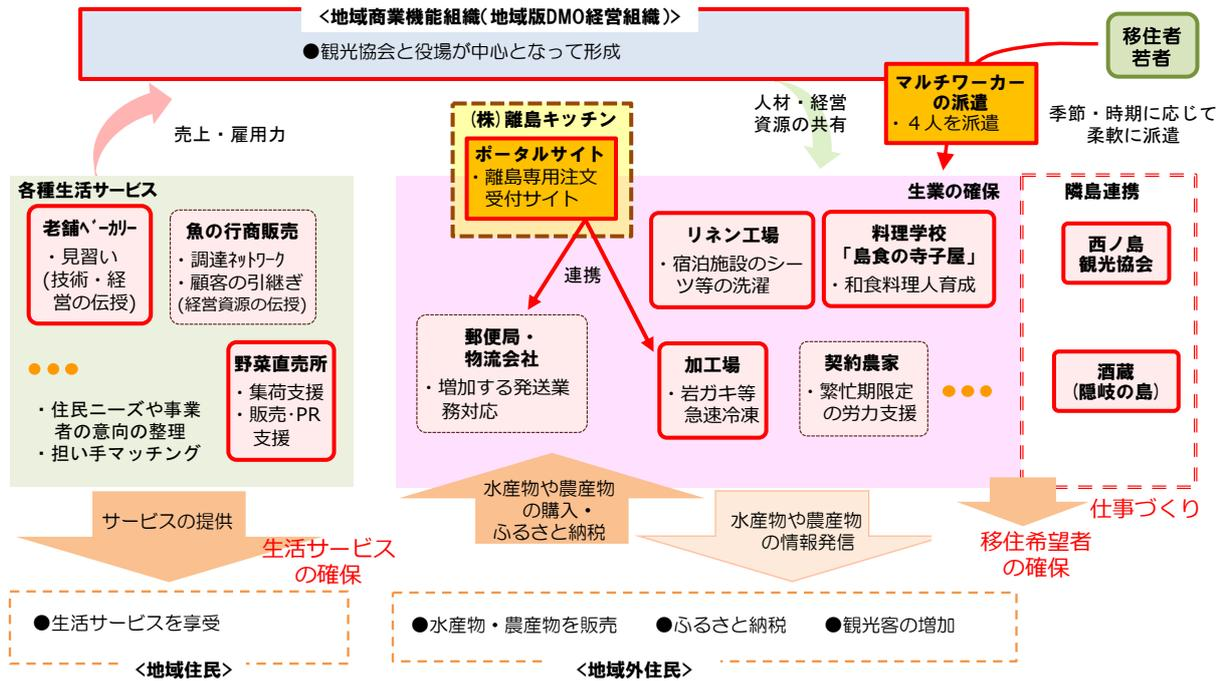 <地域商業機能組織(地域版DMO経営組織)>
●観光協会と役場が中心となって形成
移住者
若者
マルチワーカー
の派遣
・４人を派遣
季節・時期に応じて
柔軟に派遣
人材・経営
資源の共有
売上・雇用力
(株)離島キッチン
ポータルサイト
・離島専用注文
受付サイト
連携
各種生活サービス
老舗ﾍﾞｰｶﾘｰ
・見習い
(技術・経
営の伝授)
魚の行商販売
・調達ﾈｯﾄﾜｰｸ
・顧客の引継ぎ
(経営資源の伝授)
野菜直売所
・集荷支援
・販売･PR
支援
・住民ニーズや事業
者の意向の整理
・担い手マッチング
生業の確保
リネン工場
・宿泊施設のシー
ツ等の洗濯
料理学校
「島食の寺子屋」
・和食料理人育成
郵便局・
物流会社
・増加する発送業
務対応
加工場
・岩ガキ等
急速冷凍
契約農家
・繁忙期限定
の労力支援
隣島連携
西ノ島
観光協会
酒蔵
(隠岐の島)
サービスの提供
生活サービス
の確保
水産物や農産物
の購入・
ふるさと納税
水産物や農産物
の情報発信
仕事づくり
移住希望者
の確保
●生活サービスを享受
<地域住民>
●水産物・農産物を販売 ●ふるさと納税 ●観光客の増加
<地域外住民>